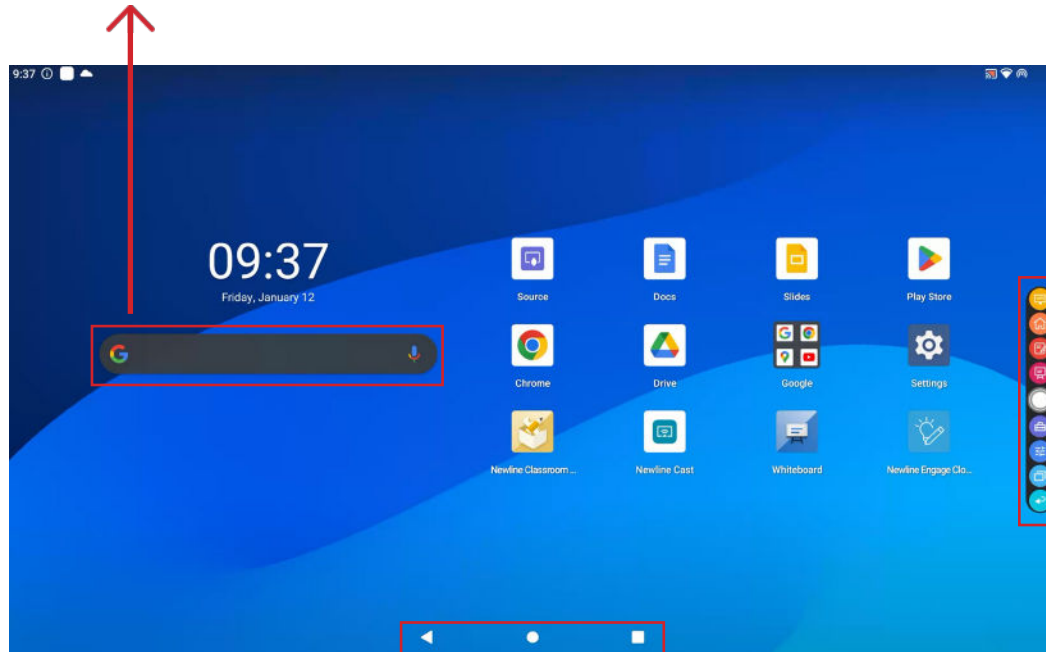 9:37
09:37
Friday, January 12
Source
Docs
Slides
Play Store
Chrome
Drive
Google
Settings
Newline Classroom ...
Newline Cast
Whiteboard
Newline Engage Clo...